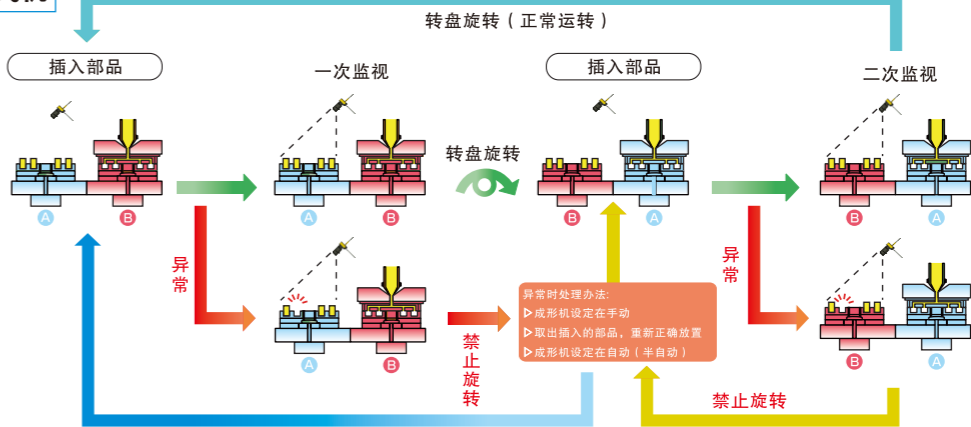 转盘旋转（正常运转）
插入部品
一次监视
插入部品
二次监视
转盘旋转
A
B
A
B
B
A
B
A
异常
异常
异常时处理办法:
▷成形机设定在手动
▷取出插入的部品，重新正确放置
▷成形机设定在自动（半自动）
A
B
禁止旋转
B
A
禁止旋转